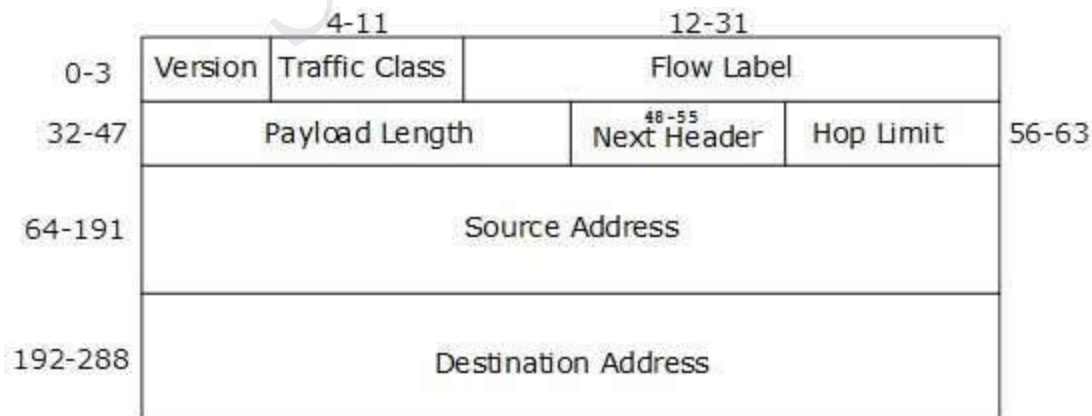 4-11 12-31
0-3 Version Traffic Class Flow Label
48-55
32-47 Payload Length Next Header Hop Limit 56-63
64-191 Source Address
192-288 Destination Address